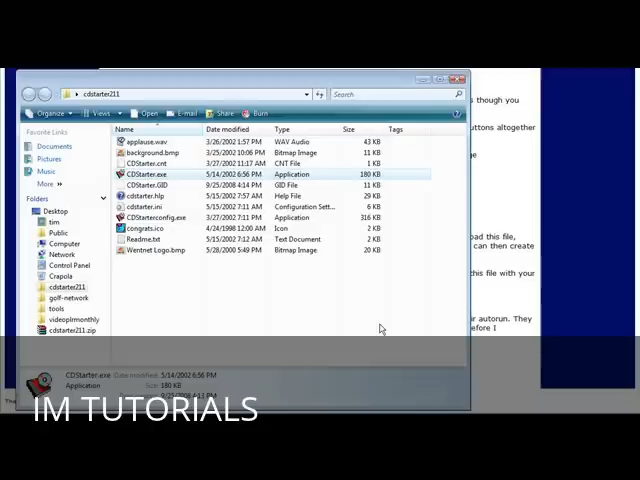 cdstarter211
Search
Organize Views Open E-mail Share Burn
Favorite Links
Documents
Pictures
Music
More »
Folders
Desktop
tim
Public
Computer
Network
Control Panel
Crapola
cdstarter211
golf-network
tools
videoplrmonthly
cdstarter211.zip
Name Date modified Type Size Tags
applause.wav 3/26/2002 1:57 PM WAV Audio 43 KB
background.bmp 3/25/2002 10:06 PM Bitmap Image 11 KB
CDStarter.cnt 3/27/2002 11:17 AM CNT File 1 KB
CDStarter.exe 5/14/2002 6:56 PM Application 180 KB
CDStarter.GID 9/25/2008 4:14 PM GID File 11 KB
cdstarter.hlp 5/15/2002 7:57 AM Help File 29 KB
cdstarter.ini 5/15/2002 7:11 AM Configuration Sett... 6 KB
CDStarterconfig.exe 3/27/2002 7:11 PM Application 316 KB
congrats.ico 4/24/1998 12:00 AM Icon 2 KB
Readme.txt 5/15/2002 7:12 AM Text Document 2 KB
Wentnet Logo.bmp 5/28/2000 5:49 PM Bitmap Image 20 KB
s though you
uttons altogether
ge
oad this file,
can then create
this file with your
ur autorun. They
efore I
CDStarter.exe Date modified: 5/14/2002 6:56 PM
Application Size: 180 KB
9/25/2008 4:13 PM
IM TUTORIALS